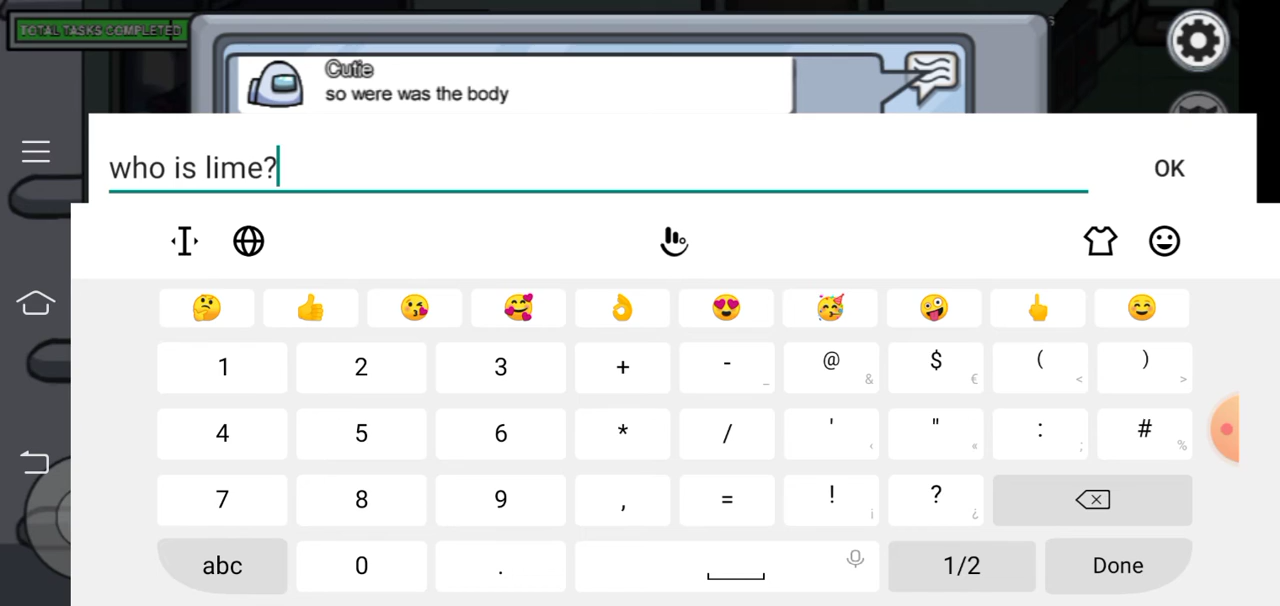 TOTAL TASKS COMPLETED
Cutie
so were was the body
who is lime?
OK
1 2 3 + - _ @ & $ € ( < ) >
4 5 6 * / ' ‹ " « : ; # %
7 8 9 , = ! ¡ ? ¿
abc 0 . 1/2 Done